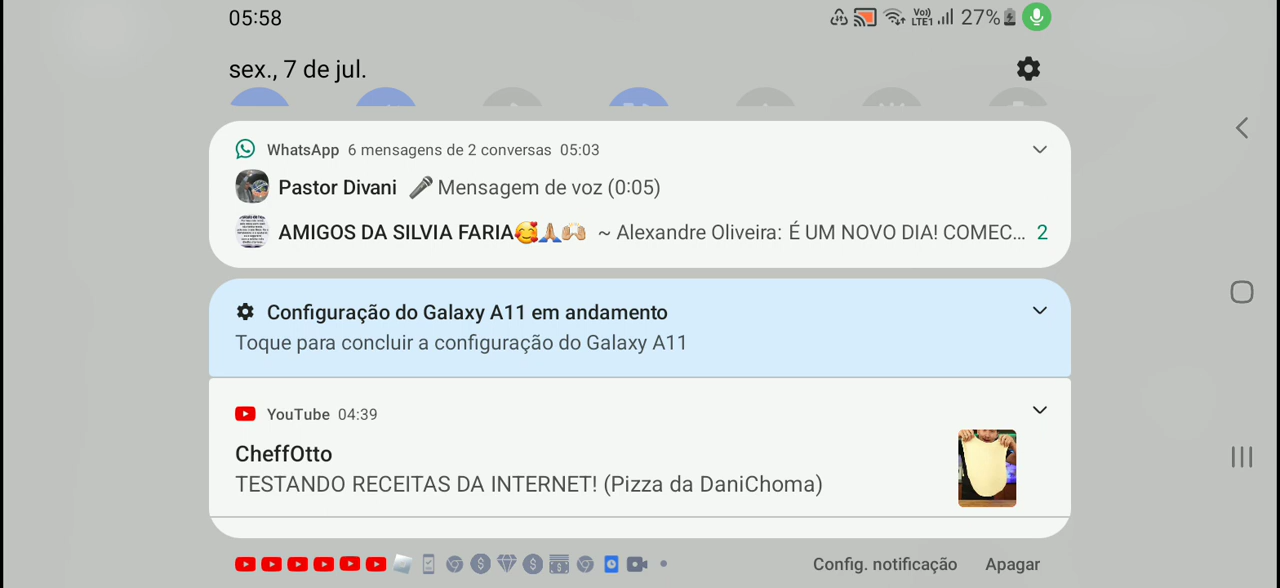 05:58
Vo)) LTE1 27%
sex., 7 de jul.
WhatsApp 6 mensagens de 2 conversas 05:03
Pastor Divani 🎤 Mensagem de voz (0:05)
AMIGOS DA SILVIA FARIA🥰🙏🏼🙌🏼 ~ Alexandre Oliveira: É UM NOVO DIA! COMEC... 2
Configuração do Galaxy A11 em andamento
Toque para concluir a configuração do Galaxy A11
YouTube 04:39
CheffOtto
TESTANDO RECEITAS DA INTERNET! (Pizza da DaniChoma)
Config. notificação Apagar